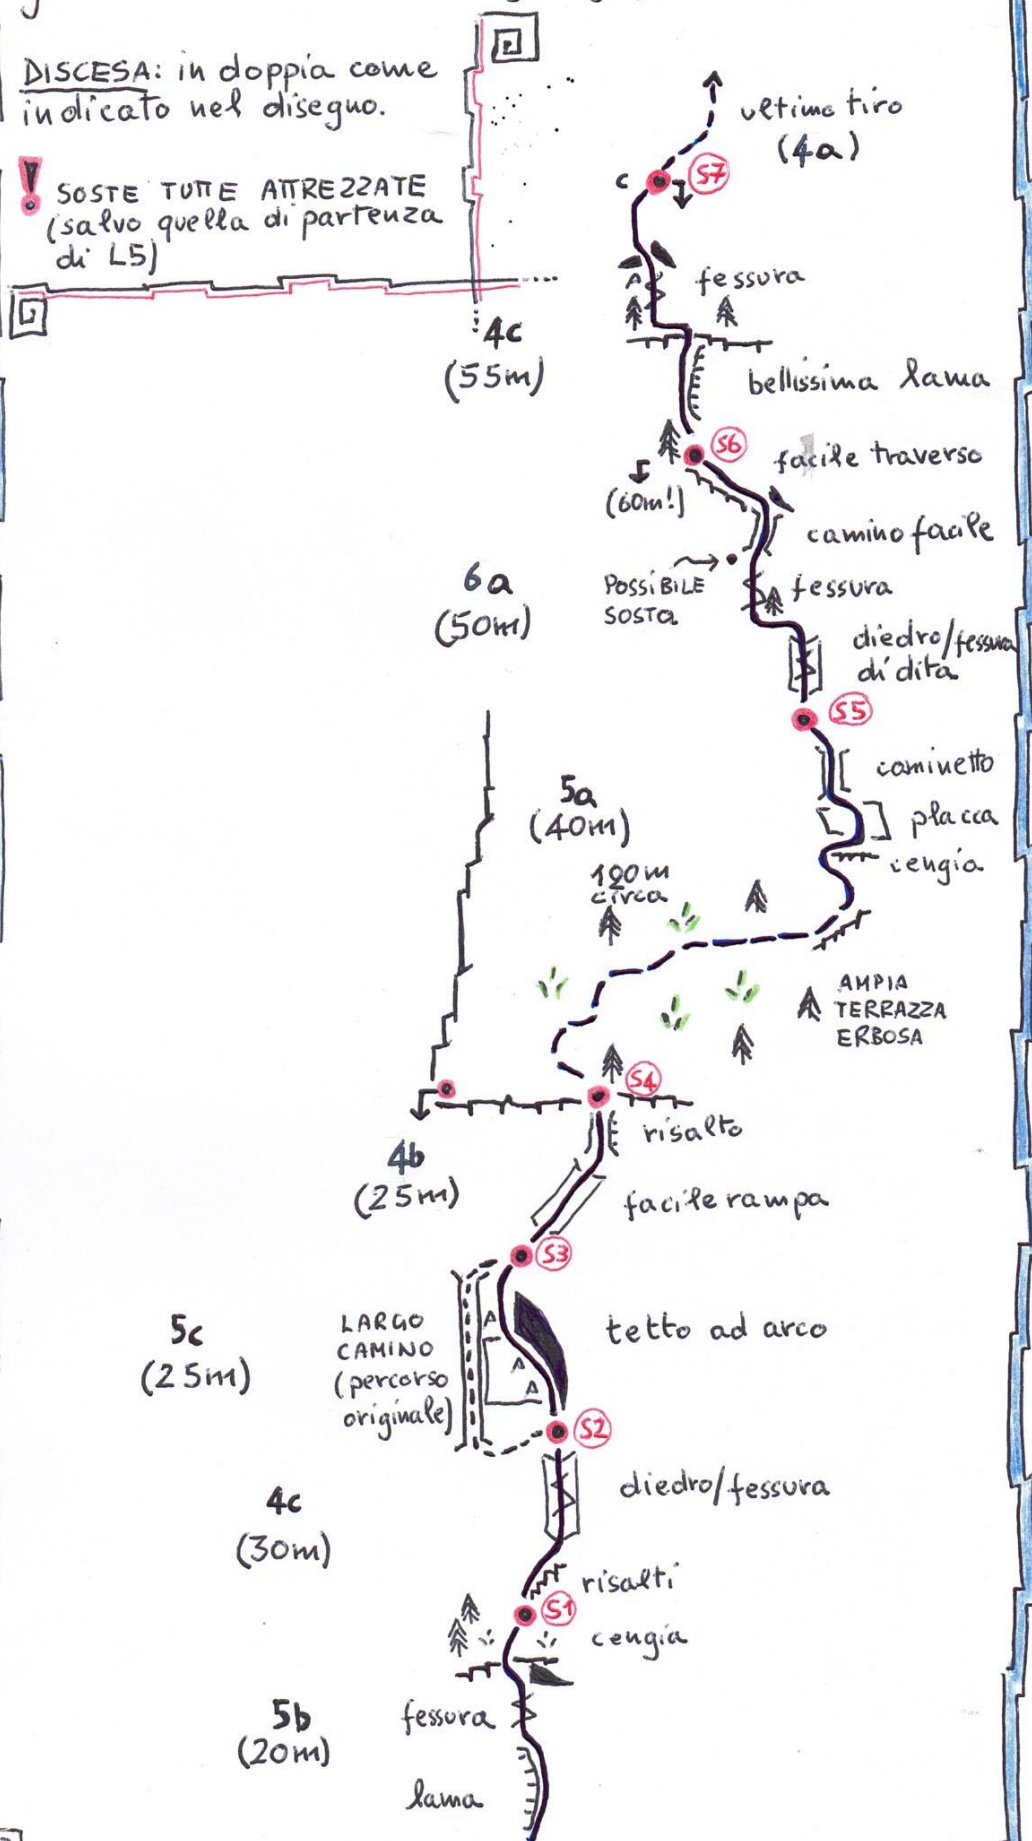 DISCESA: in doppia come
indicato nel disegno.
! SOSTE TUTTE ATTREZZATE
(salvo quella di partenza
di L5)
ultimo tiro
(4a)
c
S7
fessura
4c
(55m)
bellissima lama
S6
facile traverso
(60m!)
camino facile
6a
(50m)
POSSIBILE
SOSTA
fessura
diedro/fessura
di dita
S5
caminetto
5a
(40m)
placca
cengia
120m
circa
AMPIA
TERRAZZA
ERBOSA
S4
risalto
4b
(25m)
facile rampa
S3
5c
(25m)
LARGO
CAMINO
(percorso
originale)
tetto ad arco
S2
diedro/fessura
4c
(30m)
risalti
S1
cengia
5b
(20m)
fessura
lama